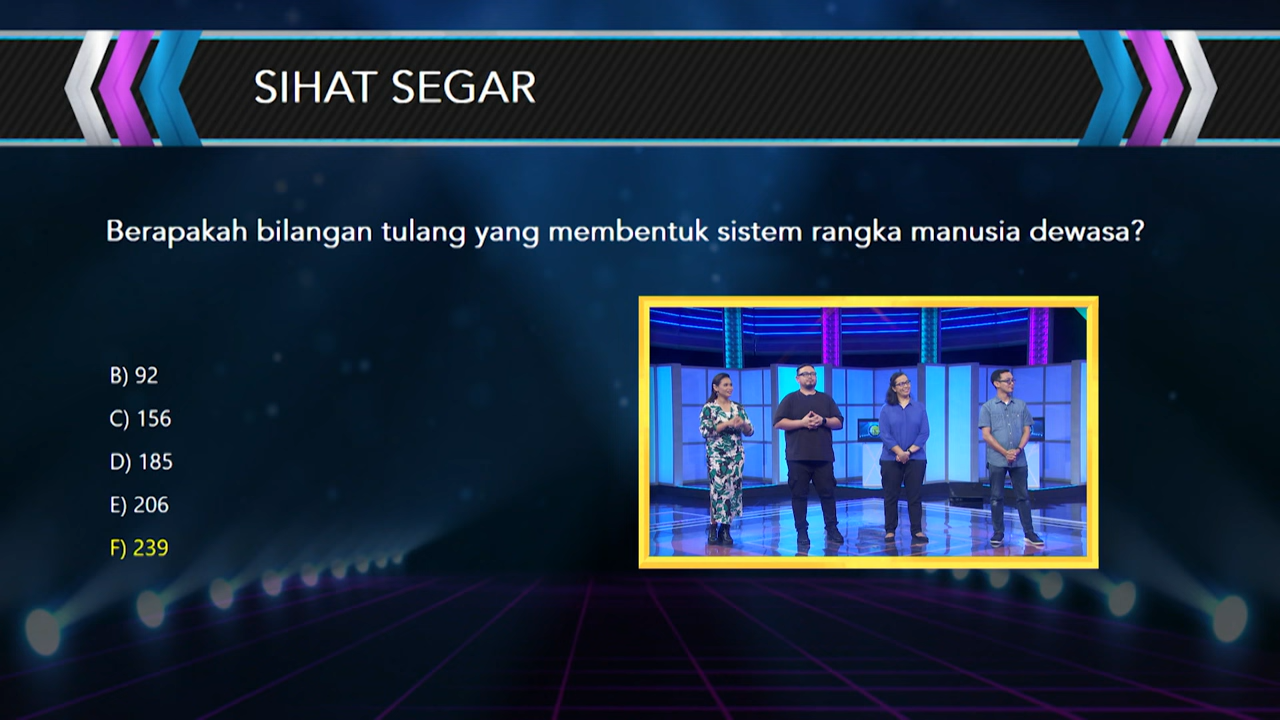 SIHAT SEGAR
Berapakah bilangan tulang yang membentuk sistem rangka manusia dewasa?
B) 92
C) 156
D) 185
E) 206
F) 239